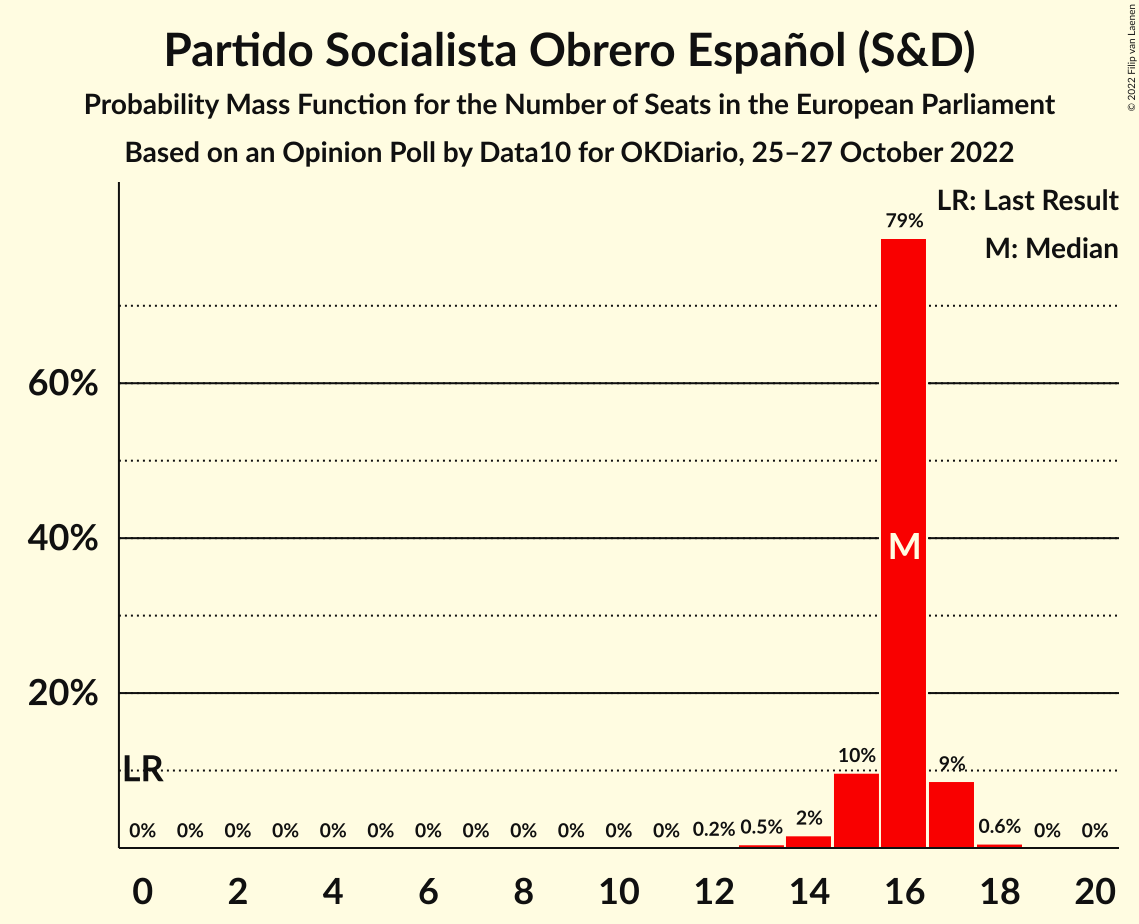 Partido Socialista Obrero Español (S&D)
Probability Mass Function for the Number of Seats in the European Parliament
Based on an Opinion Poll by Data10 for OKDiario, 25–27 October 2022
© 2022 Filip van Laenen
LR: Last Result
M: Median
79%
60%
40%
M
20%
LR
10%
9%
0% 0% 0% 0% 0% 0% 0% 0% 0% 0% 0% 0% 0.2% 0.5% 2% 0.6% 0% 0%
0 2 4 6 8 10 12 14 16 18 20